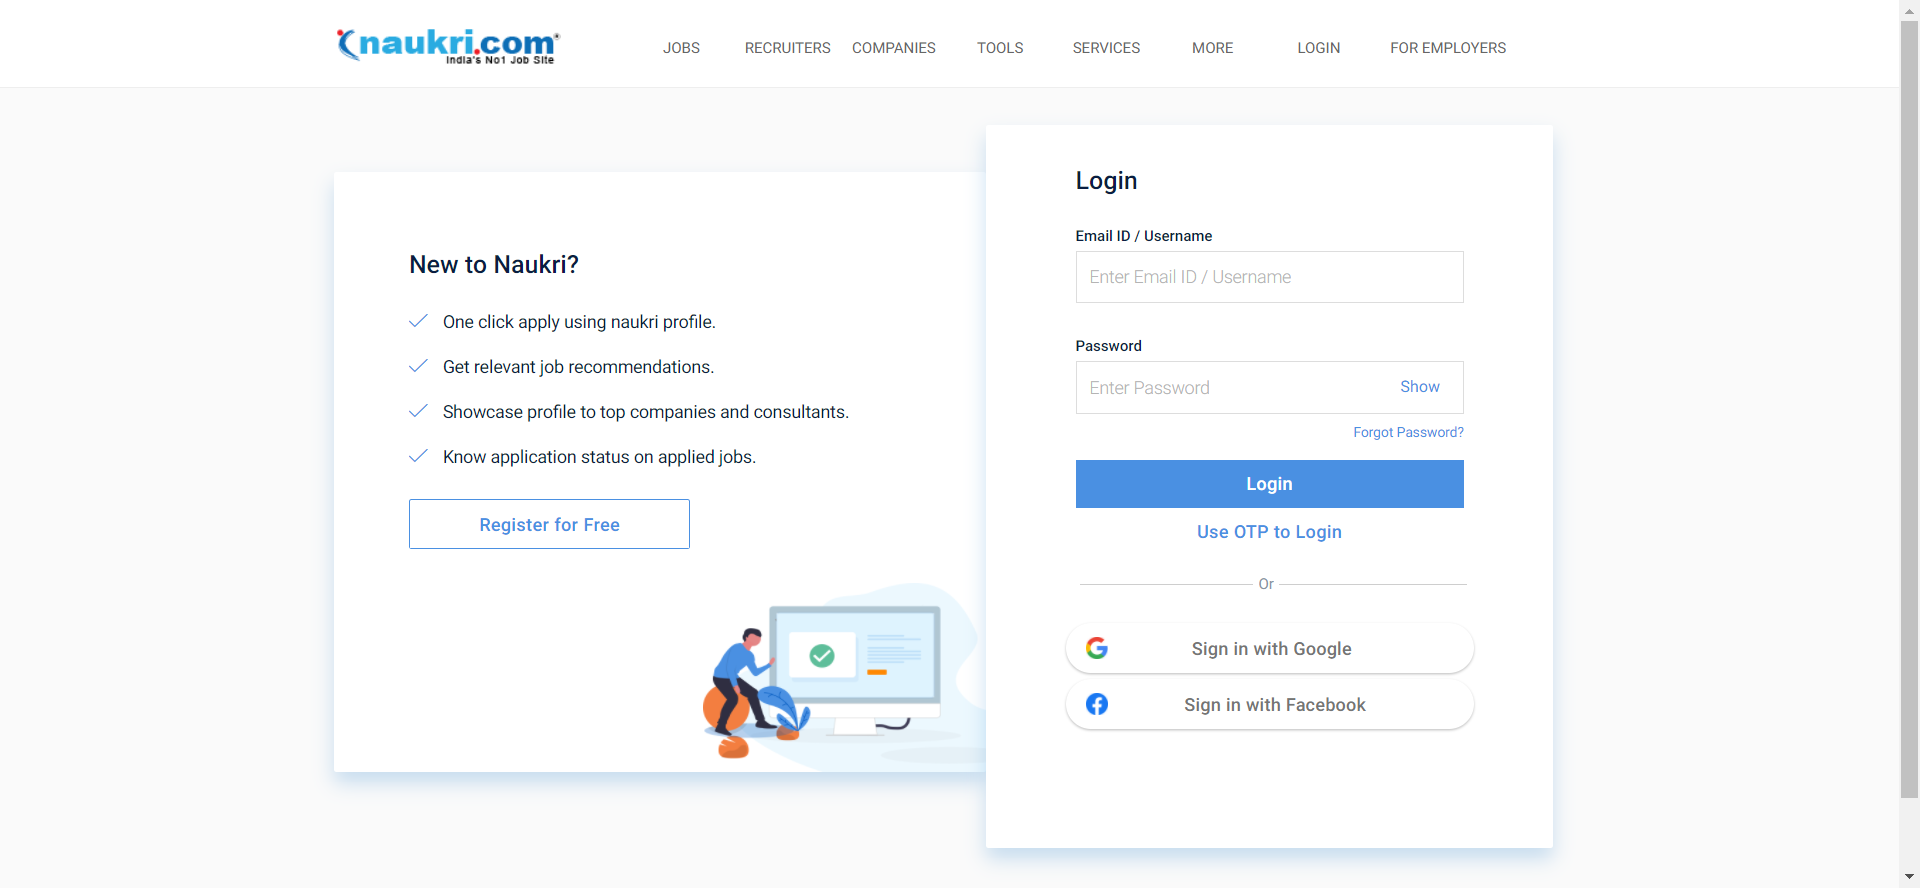 naukri.com
India's No1 Job Site
JOBS RECRUITERS COMPANIES TOOLS SERVICES MORE LOGIN FOR EMPLOYERS
New to Naukri?
One click apply using naukri profile.
Get relevant job recommendations.
Showcase profile to top companies and consultants.
Know application status on applied jobs.
Register for Free
Login
Email ID / Username
Enter Email ID / Username
Password
Enter Password Show
Forgot Password?
Login
Use OTP to Login
Or
Sign in with Google
Sign in with Facebook